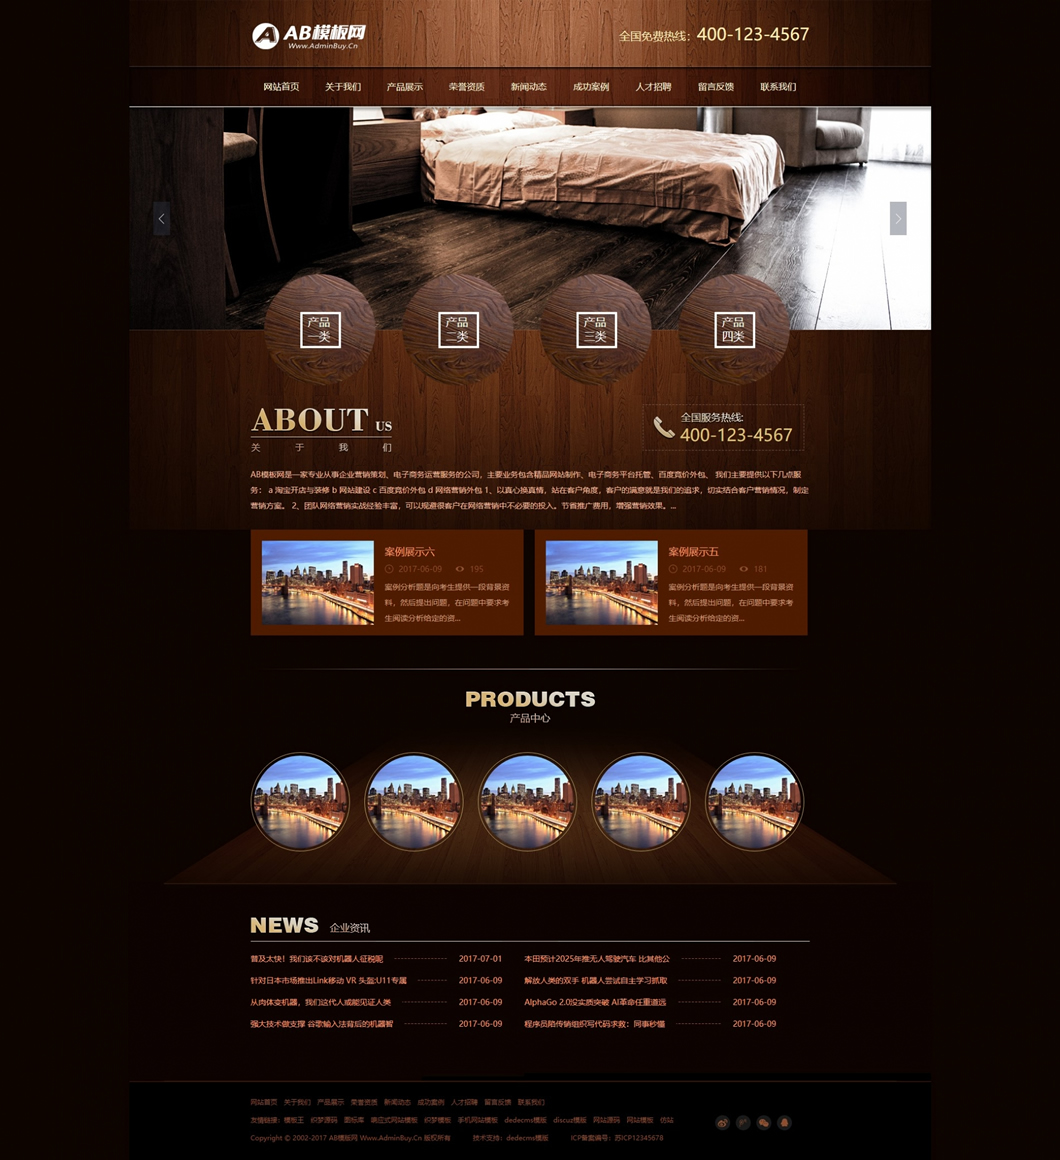 AB模板网
Www.AdminBuy.Cn
全国免费热线：400-123-4567
网站首页 关于我们 产品展示 荣誉资质 新闻动态 成功案例 人才招聘 留言反馈 联系我们
产品 产品 产品 产品
一类 二类 三类 四类
ABOUT US
关于我们
全国服务热线:
400-123-4567
AB模板网是一家专业从事企业营销策划、电子商务运营服务的公司，主要业务包含精品网站制作、电子商务平台托管、百度竞价外包、 我们主要提供以下几点服
务： a 淘宝开店与装修 b 网站建设 c 百度竞价外包 d 网络营销外包 1、以真心换真情，站在客户角度，客户的满意就是我们的追求，切实结合客户营销情况，制定
营销方案。 2、团队网络营销实战经验丰富，可以规避很客户在网络营销中不必要的投入。节省推广费用，增强营销效果。...
案例展示六
2017-06-09 195
案例分析题是向考生提供一段背景资
料，然后提出问题，在问题中要求考
生阅读分析给定的资...
案例展示五
2017-06-09 181
案例分析题是向考生提供一段背景资
料，然后提出问题，在问题中要求考
生阅读分析给定的资...
PRODUCTS
产品中心
NEWS 企业资讯
普及太快！我们该不该对机器人征税呢 2017-07-01 本田预计2025年推无人驾驶汽车 比其他公 2017-06-09
针对日本市场推出Link移动 VR 头盔:U11专属 2017-06-09 解放人类的双手 机器人尝试自主学习抓取 2017-06-09
从肉体变机器，我们这代人或能见证人类 2017-06-09 AlphaGo 2.0没实质突破 AI革命任重道远 2017-06-09
强大技术做支撑 谷歌输入法背后的机器智 2017-06-09 程序员陷传销组织写代码求救：同事秒懂 2017-06-09
网站首页 关于我们 产品展示 荣誉资质 新闻动态 成功案例 人才招聘 留言反馈 联系我们
友情链接：模板王 织梦源码 图标库 响应式网站模板 织梦模板 手机网站模板 dedecms模板 discuz模板 网站源码 网站模板 仿站
Copyright © 2002-2017 AB模板网 Www.AdminBuy.Cn 版权所有 技术支持：dedecms模板 ICP备案编号：苏ICP12345678